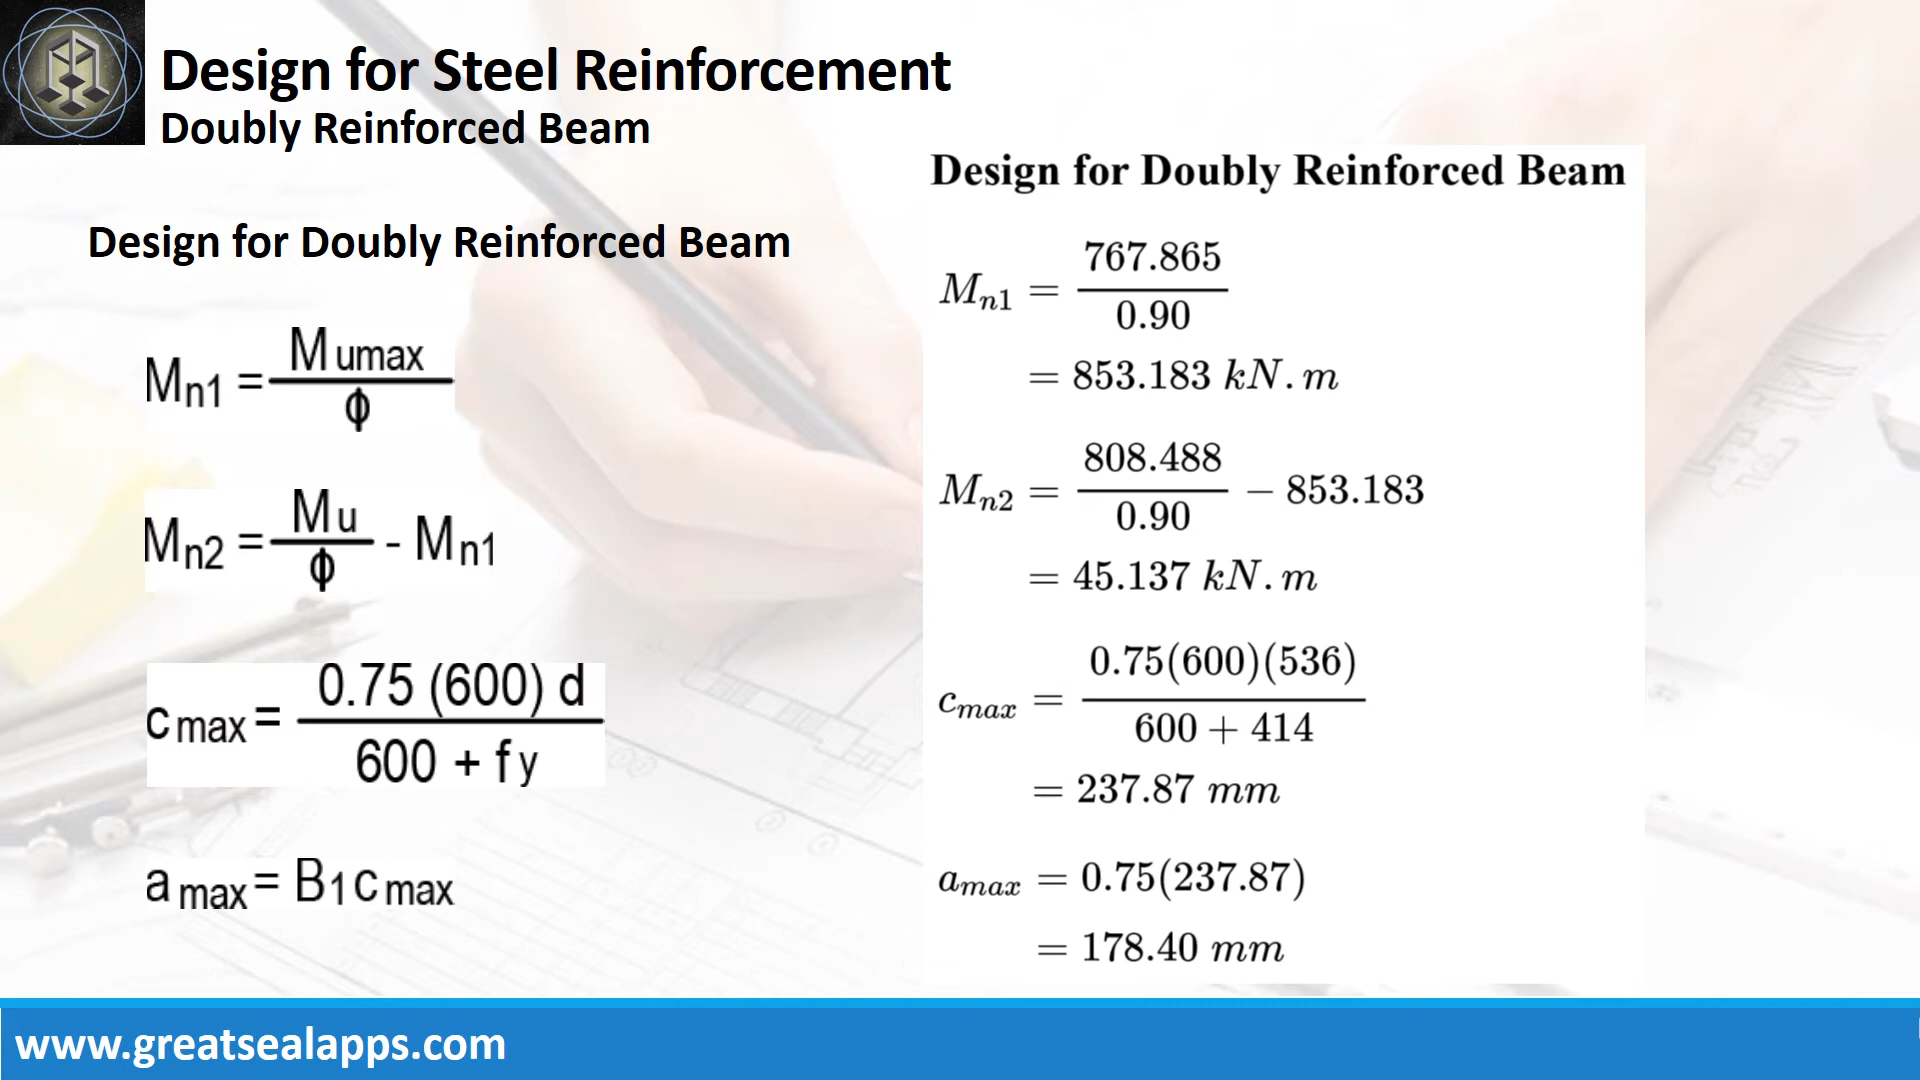 Design for Steel Reinforcement
Doubly Reinforced Beam
Design for Doubly Reinforced Beam
Mn1 = Mumax / Φ
Mn2 = Mu / Φ - Mn1
c max = 0.75 (600) d / 600 + fy
a max = B1 c max
Design for Doubly Reinforced Beam
Mn1 = 767.865 / 0.90
= 853.183 kN.m
Mn2 = 808.488 / 0.90 − 853.183
= 45.137 kN.m
cmax = 0.75(600)(536) / 600 + 414
= 237.87 mm
amax = 0.75(237.87)
= 178.40 mm
www.greatsealapps.com